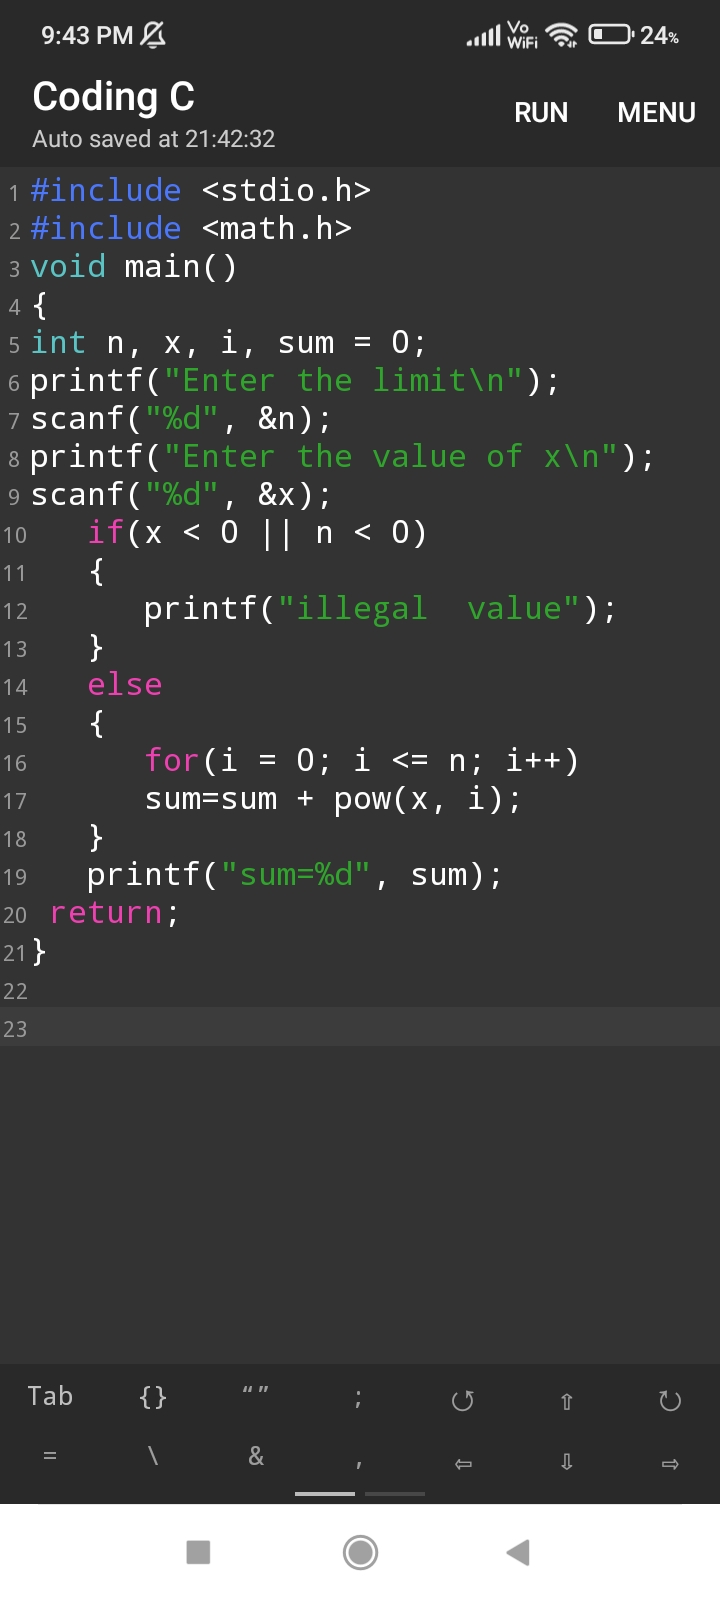 9:43 PM Vo WiFi 24%
Coding C
Auto saved at 21:42:32
RUN MENU
1 #include <stdio.h>
2 #include <math.h>
3 void main()
4 {
5 int n, x, i, sum = 0;
6 printf("Enter the limit\n");
7 scanf("%d", &n);
8 printf("Enter the value of x\n");
9 scanf("%d", &x);
10    if(x < 0 || n < 0)
11    {
12       printf("illegal  value");
13    }
14    else
15    {
16       for(i = 0; i <= n; i++)
17       sum=sum + pow(x, i);
18    }
19    printf("sum=%d", sum);
20  return;
21 }
22
23
Tab {} “” ; ↺ ⇧ ↻
= \ & , ⇦ ⇩ ⇨